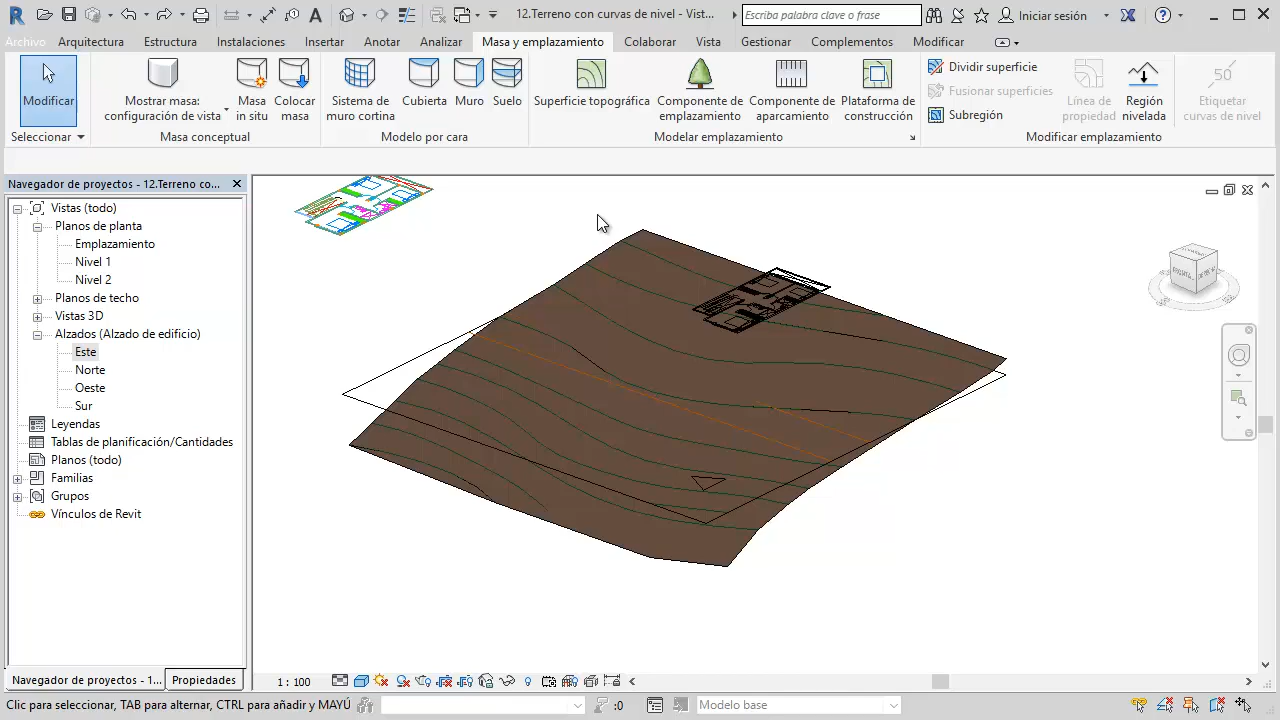 12.Terreno con curvas de nivel - Vist...
Escriba palabra clave o frase
Iniciar sesión
Archivo
Arquitectura
Estructura
Instalaciones
Insertar
Anotar
Analizar
Masa y emplazamiento
Colaborar
Vista
Gestionar
Complementos
Modificar
Modificar
Mostrar masa:
configuración de vista
Masa
in situ
Colocar
masa
Sistema de
muro cortina
Cubierta
Muro
Suelo
Superficie topográfica
Componente de
emplazamiento
Componente de
aparcamiento
Plataforma de
construcción
Dividir superficie
Fusionar superficies
Subregión
Línea de
propiedad
Región
nivelada
50
Etiquetar
curvas de nivel
Seleccionar
Masa conceptual
Modelo por cara
Modelar emplazamiento
Modificar emplazamiento
Navegador de proyectos - 12.Terreno co...
Vistas (todo)
Planos de planta
Emplazamiento
Nivel 1
Nivel 2
Planos de techo
Vistas 3D
Alzados (Alzado de edificio)
Este
Norte
Oeste
Sur
Leyendas
Tablas de planificación/Cantidades
Planos (todo)
Familias
Grupos
Vínculos de Revit
Navegador de proyectos - 1...
Propiedades
1 : 100
Clic para seleccionar, TAB para alternar, CTRL para añadir y MAYÚ
:0
Modelo base